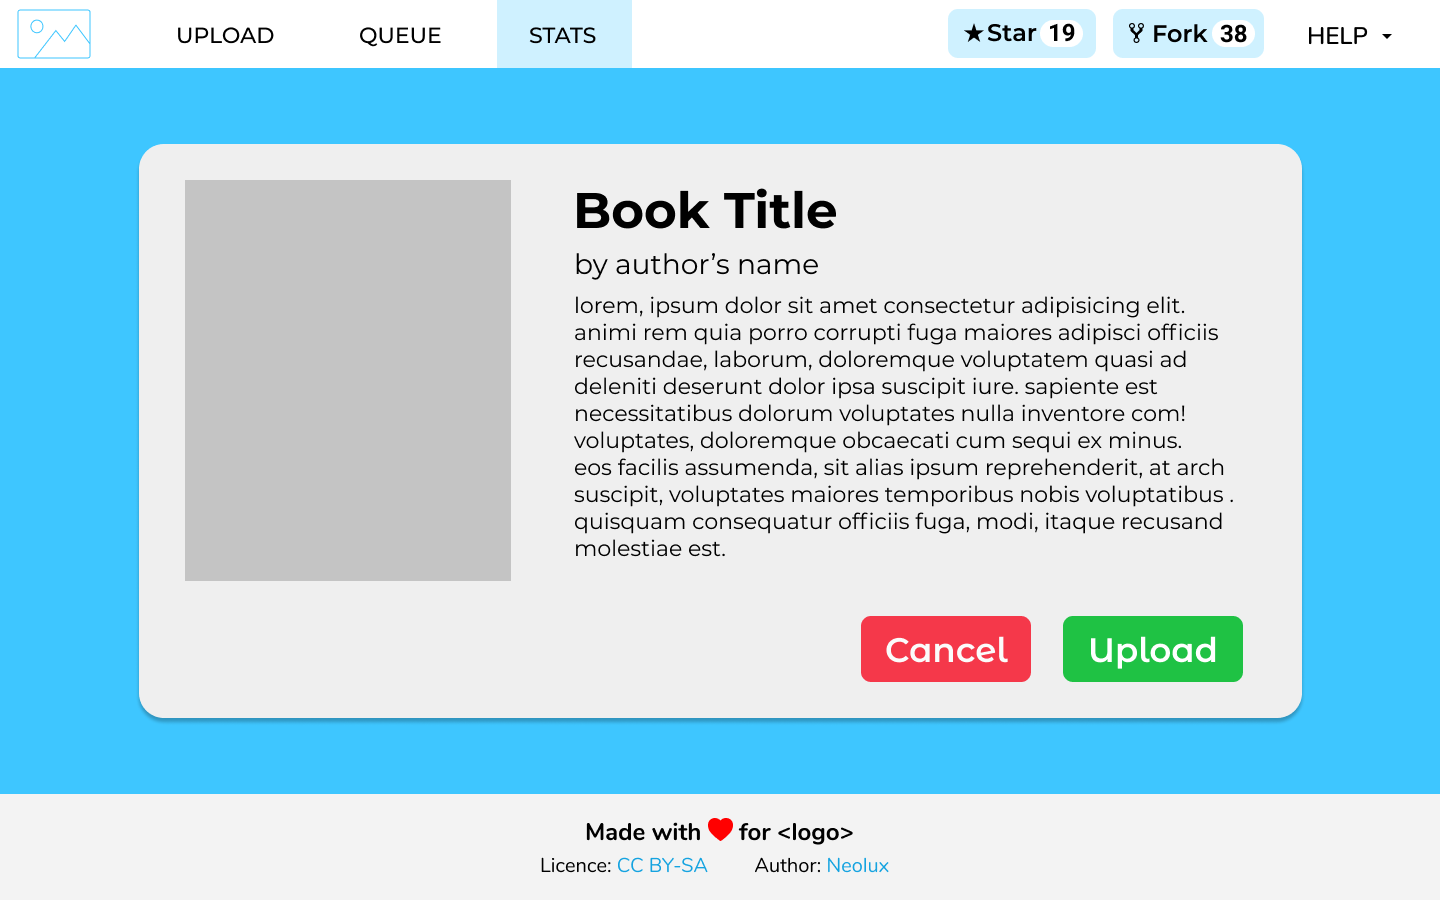 UPLOAD QUEUE STATS ★Star 19 Fork 38 HELP
Book Title
by author’s name
lorem, ipsum dolor sit amet consectetur adipisicing elit.
animi rem quia porro corrupti fuga maiores adipisci officiis
recusandae, laborum, doloremque voluptatem quasi ad
deleniti deserunt dolor ipsa suscipit iure. sapiente est
necessitatibus dolorum voluptates nulla inventore com!
voluptates, doloremque obcaecati cum sequi ex minus.
eos facilis assumenda, sit alias ipsum reprehenderit, at arch
suscipit, voluptates maiores temporibus nobis voluptatibus .
quisquam consequatur officiis fuga, modi, itaque recusand
molestiae est.
Cancel Upload
Made with ❤ for <logo>
Licence: CC BY-SA Author: Neolux